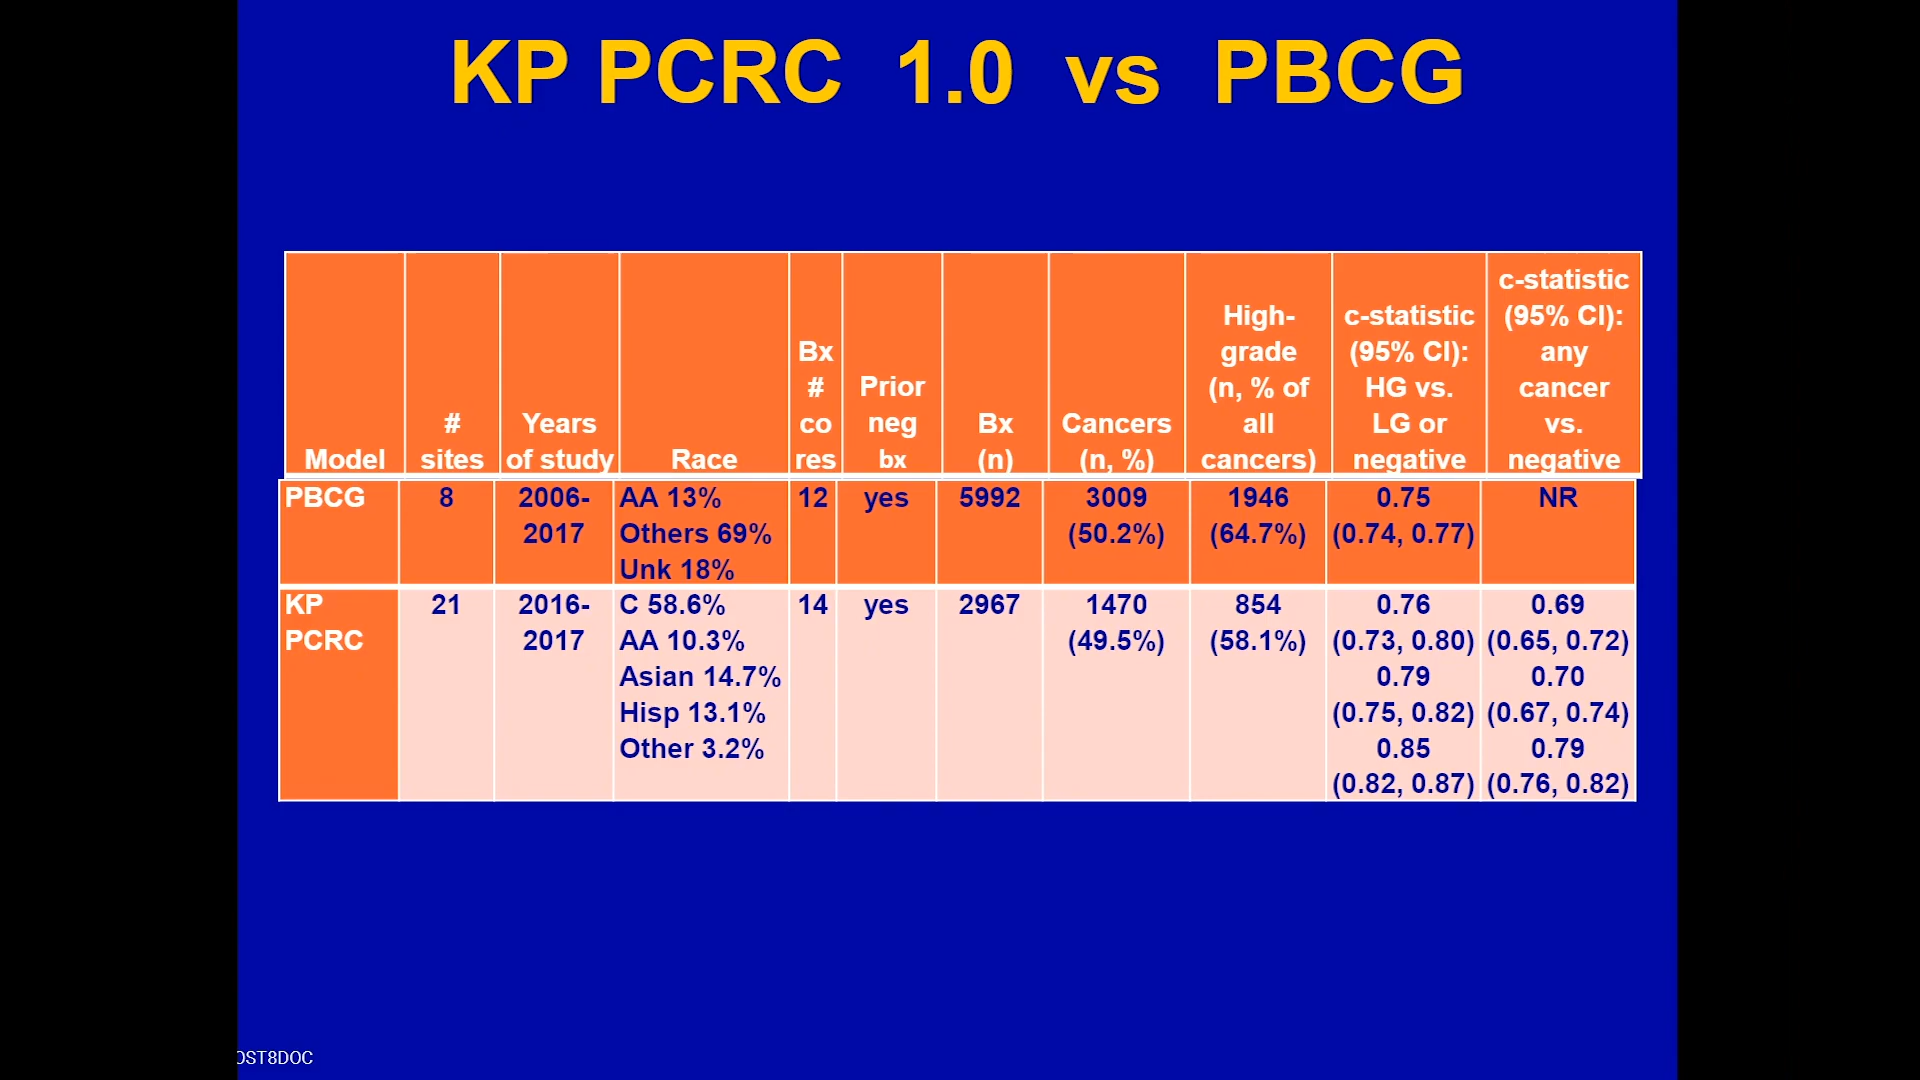 KP PCRC 1.0 vs PBCG
Model
# sites
Years of study
Race
Bx # co res
Prior neg bx
Bx (n)
Cancers (n, %)
High-grade (n, % of all cancers)
c-statistic (95% CI): HG vs. LG or negative
c-statistic (95% CI): any cancer vs. negative
PBCG
8
2006-
2017
AA 13%
Others 69%
Unk 18%
12
yes
5992
3009
(50.2%)
1946
(64.7%)
0.75
(0.74, 0.77)
NR
KP
PCRC
21
2016-
2017
C 58.6%
AA 10.3%
Asian 14.7%
Hisp 13.1%
Other 3.2%
14
yes
2967
1470
(49.5%)
854
(58.1%)
0.76
(0.73, 0.80)
0.79
(0.75, 0.82)
0.85
(0.82, 0.87)
0.69
(0.65, 0.72)
0.70
(0.67, 0.74)
0.79
(0.76, 0.82)
OST8DOC